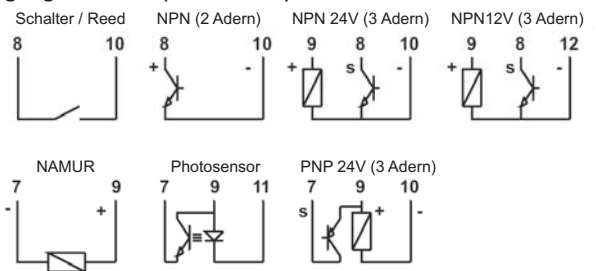 Schalter / Reed NPN (2 Adern) NPN 24V (3 Adern) NPN12V (3 Adern)
8 10 8 10 9 8 10 9 8 12
+ - + s - + s -
NAMUR Photosensor PNP 24V (3 Adern)
7 9 7 9 11 7 9 10
- + s + -